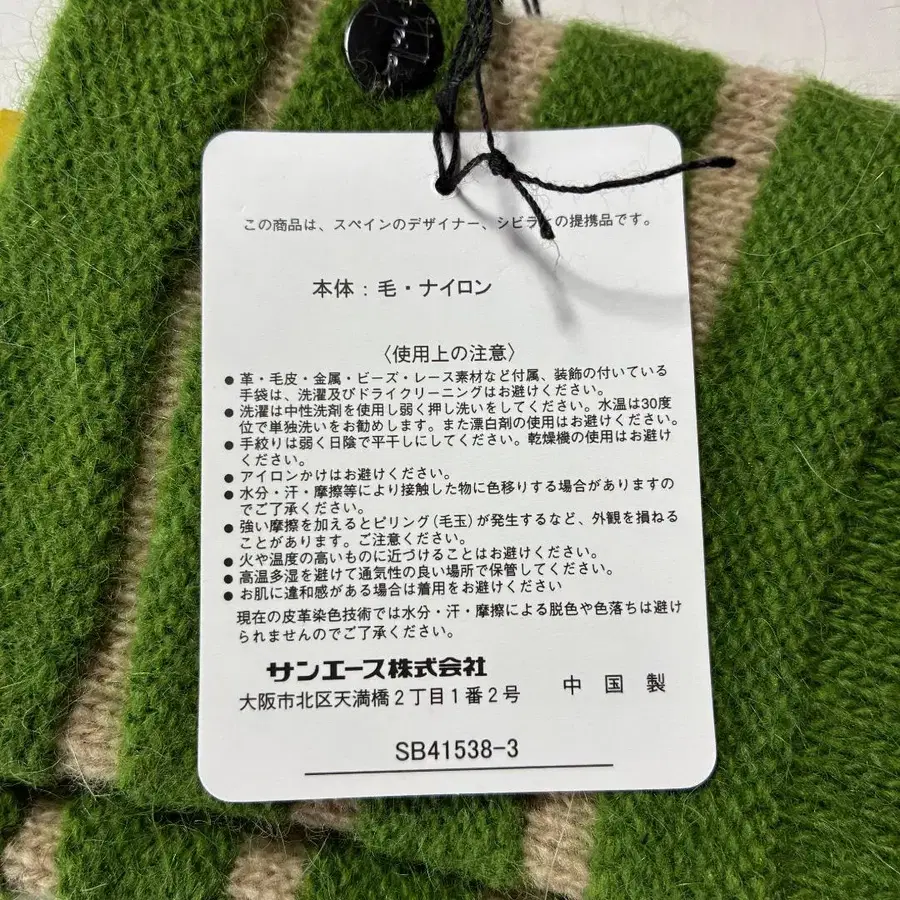 この商品は、スペインのデザイナー、シビラとの提携品です。
本体：毛・ナイロン
〈使用上の注意〉
● 革・毛皮・金属・ビーズ・レース素材など付属、装飾の付いている
手袋は、洗濯及びドライクリーニングはお避けください。
● 洗濯は中性洗剤を使用し弱く押し洗いをしてください。水温は30度
位で単独洗いをお勧めします。また漂白剤の使用はお避けください。
● 手絞りは弱く日陰で平干しにしてください。乾燥機の使用はお避け
ください。
● アイロンかけはお避けください。
● 水分・汗・摩擦等により接触した物に色移りする場合がありますの
でご了承ください。
● 強い摩擦を加えるとピリング(毛玉)が発生するなど、外観を損ねる
ことがあります。ご注意ください。
● 火や温度の高いものに近づけることはお避けください。
● 高温多湿を避けて通気性の良い場所で保管してください。
● お肌に違和感がある場合は着用をお避けください
現在の皮革染色技術では水分・汗・摩擦による脱色や色落ちは避け
られませんのでご了承ください。
サンエース株式会社
大阪市北区天満橋２丁目１番２号 中国製
SB41538-3